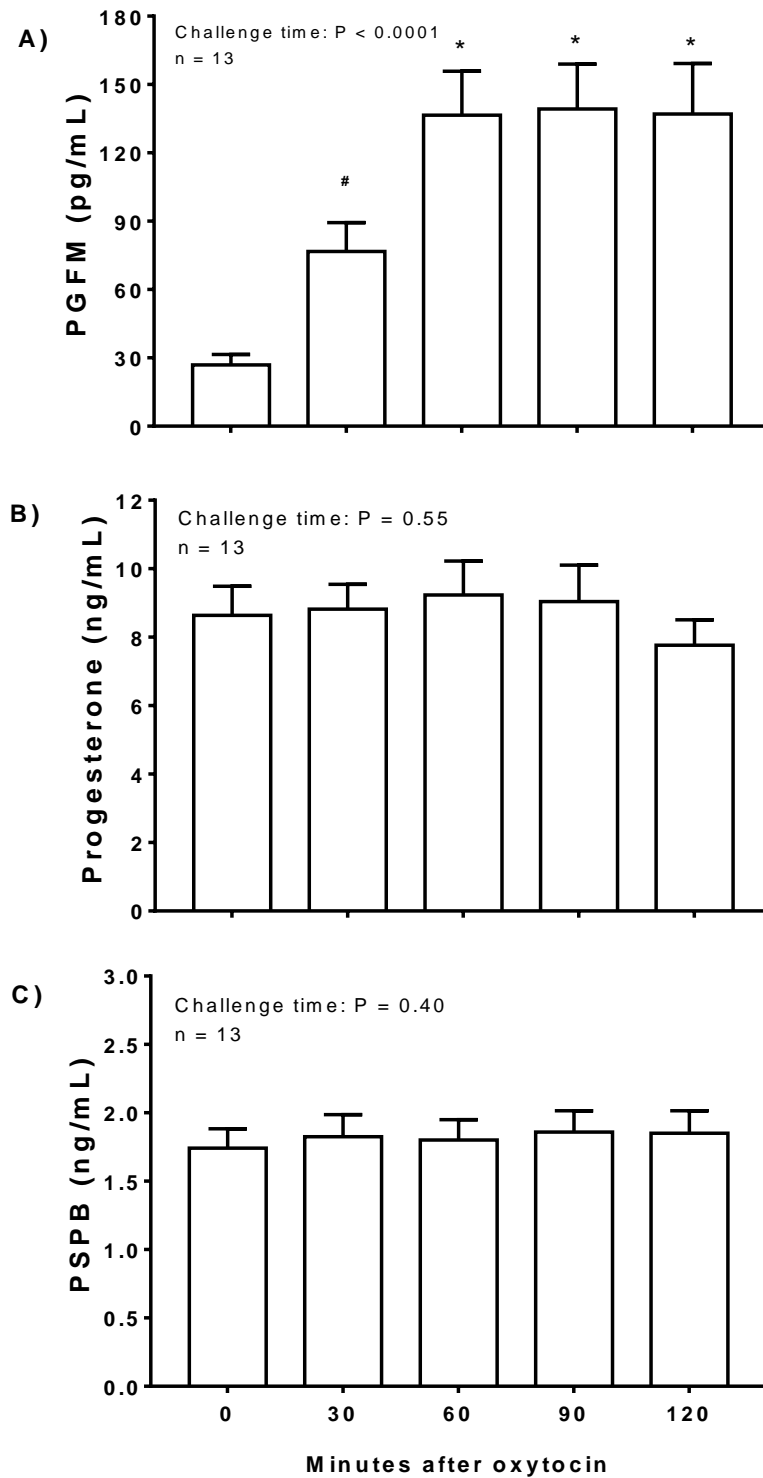 A)
PGFM (pg/mL)
180
150
120
90
60
30
0
Challenge time: P < 0.0001
n = 13
#
*
*
*
B)
Progesterone (ng/mL)
12
10
8
6
4
2
0
Challenge time: P = 0.55
n = 13
C)
PSPB (ng/mL)
3.0
2.5
2.0
1.5
1.0
0.5
0.0
Challenge time: P = 0.40
n = 13
0 30 60 90 120
Minutes after oxytocin